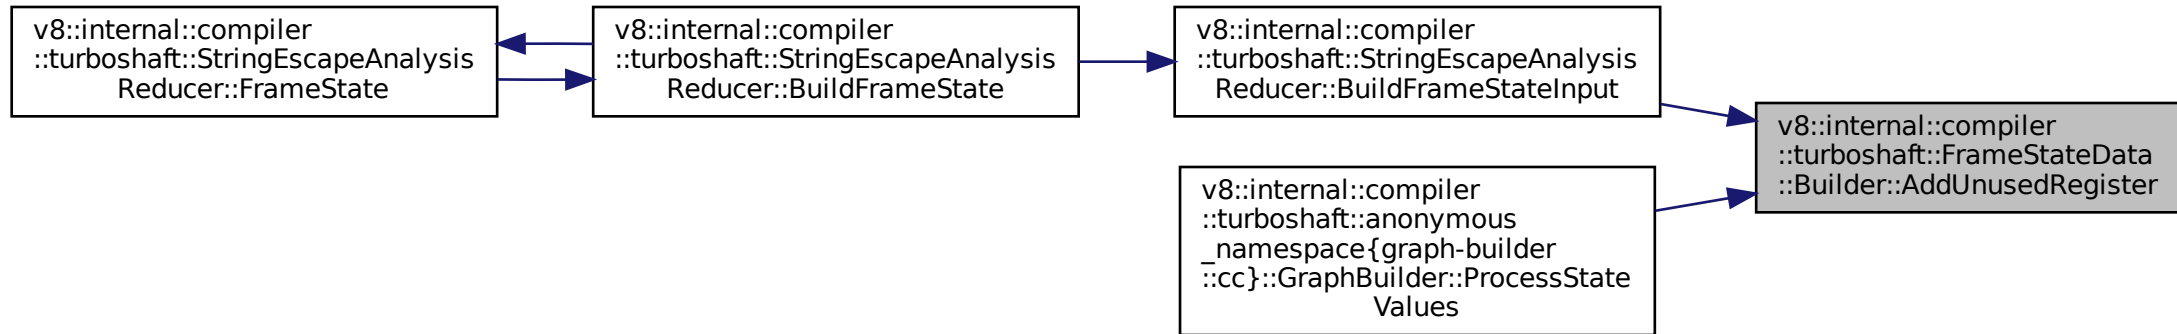 v8::internal::compiler
::turboshaft::StringEscapeAnalysis
Reducer::FrameState
v8::internal::compiler
::turboshaft::StringEscapeAnalysis
Reducer::BuildFrameState
v8::internal::compiler
::turboshaft::StringEscapeAnalysis
Reducer::BuildFrameStateInput
v8::internal::compiler
::turboshaft::FrameStateData
::Builder::AddUnusedRegister
v8::internal::compiler
::turboshaft::anonymous
_namespace{graph-builder
::cc}::GraphBuilder::ProcessState
Values